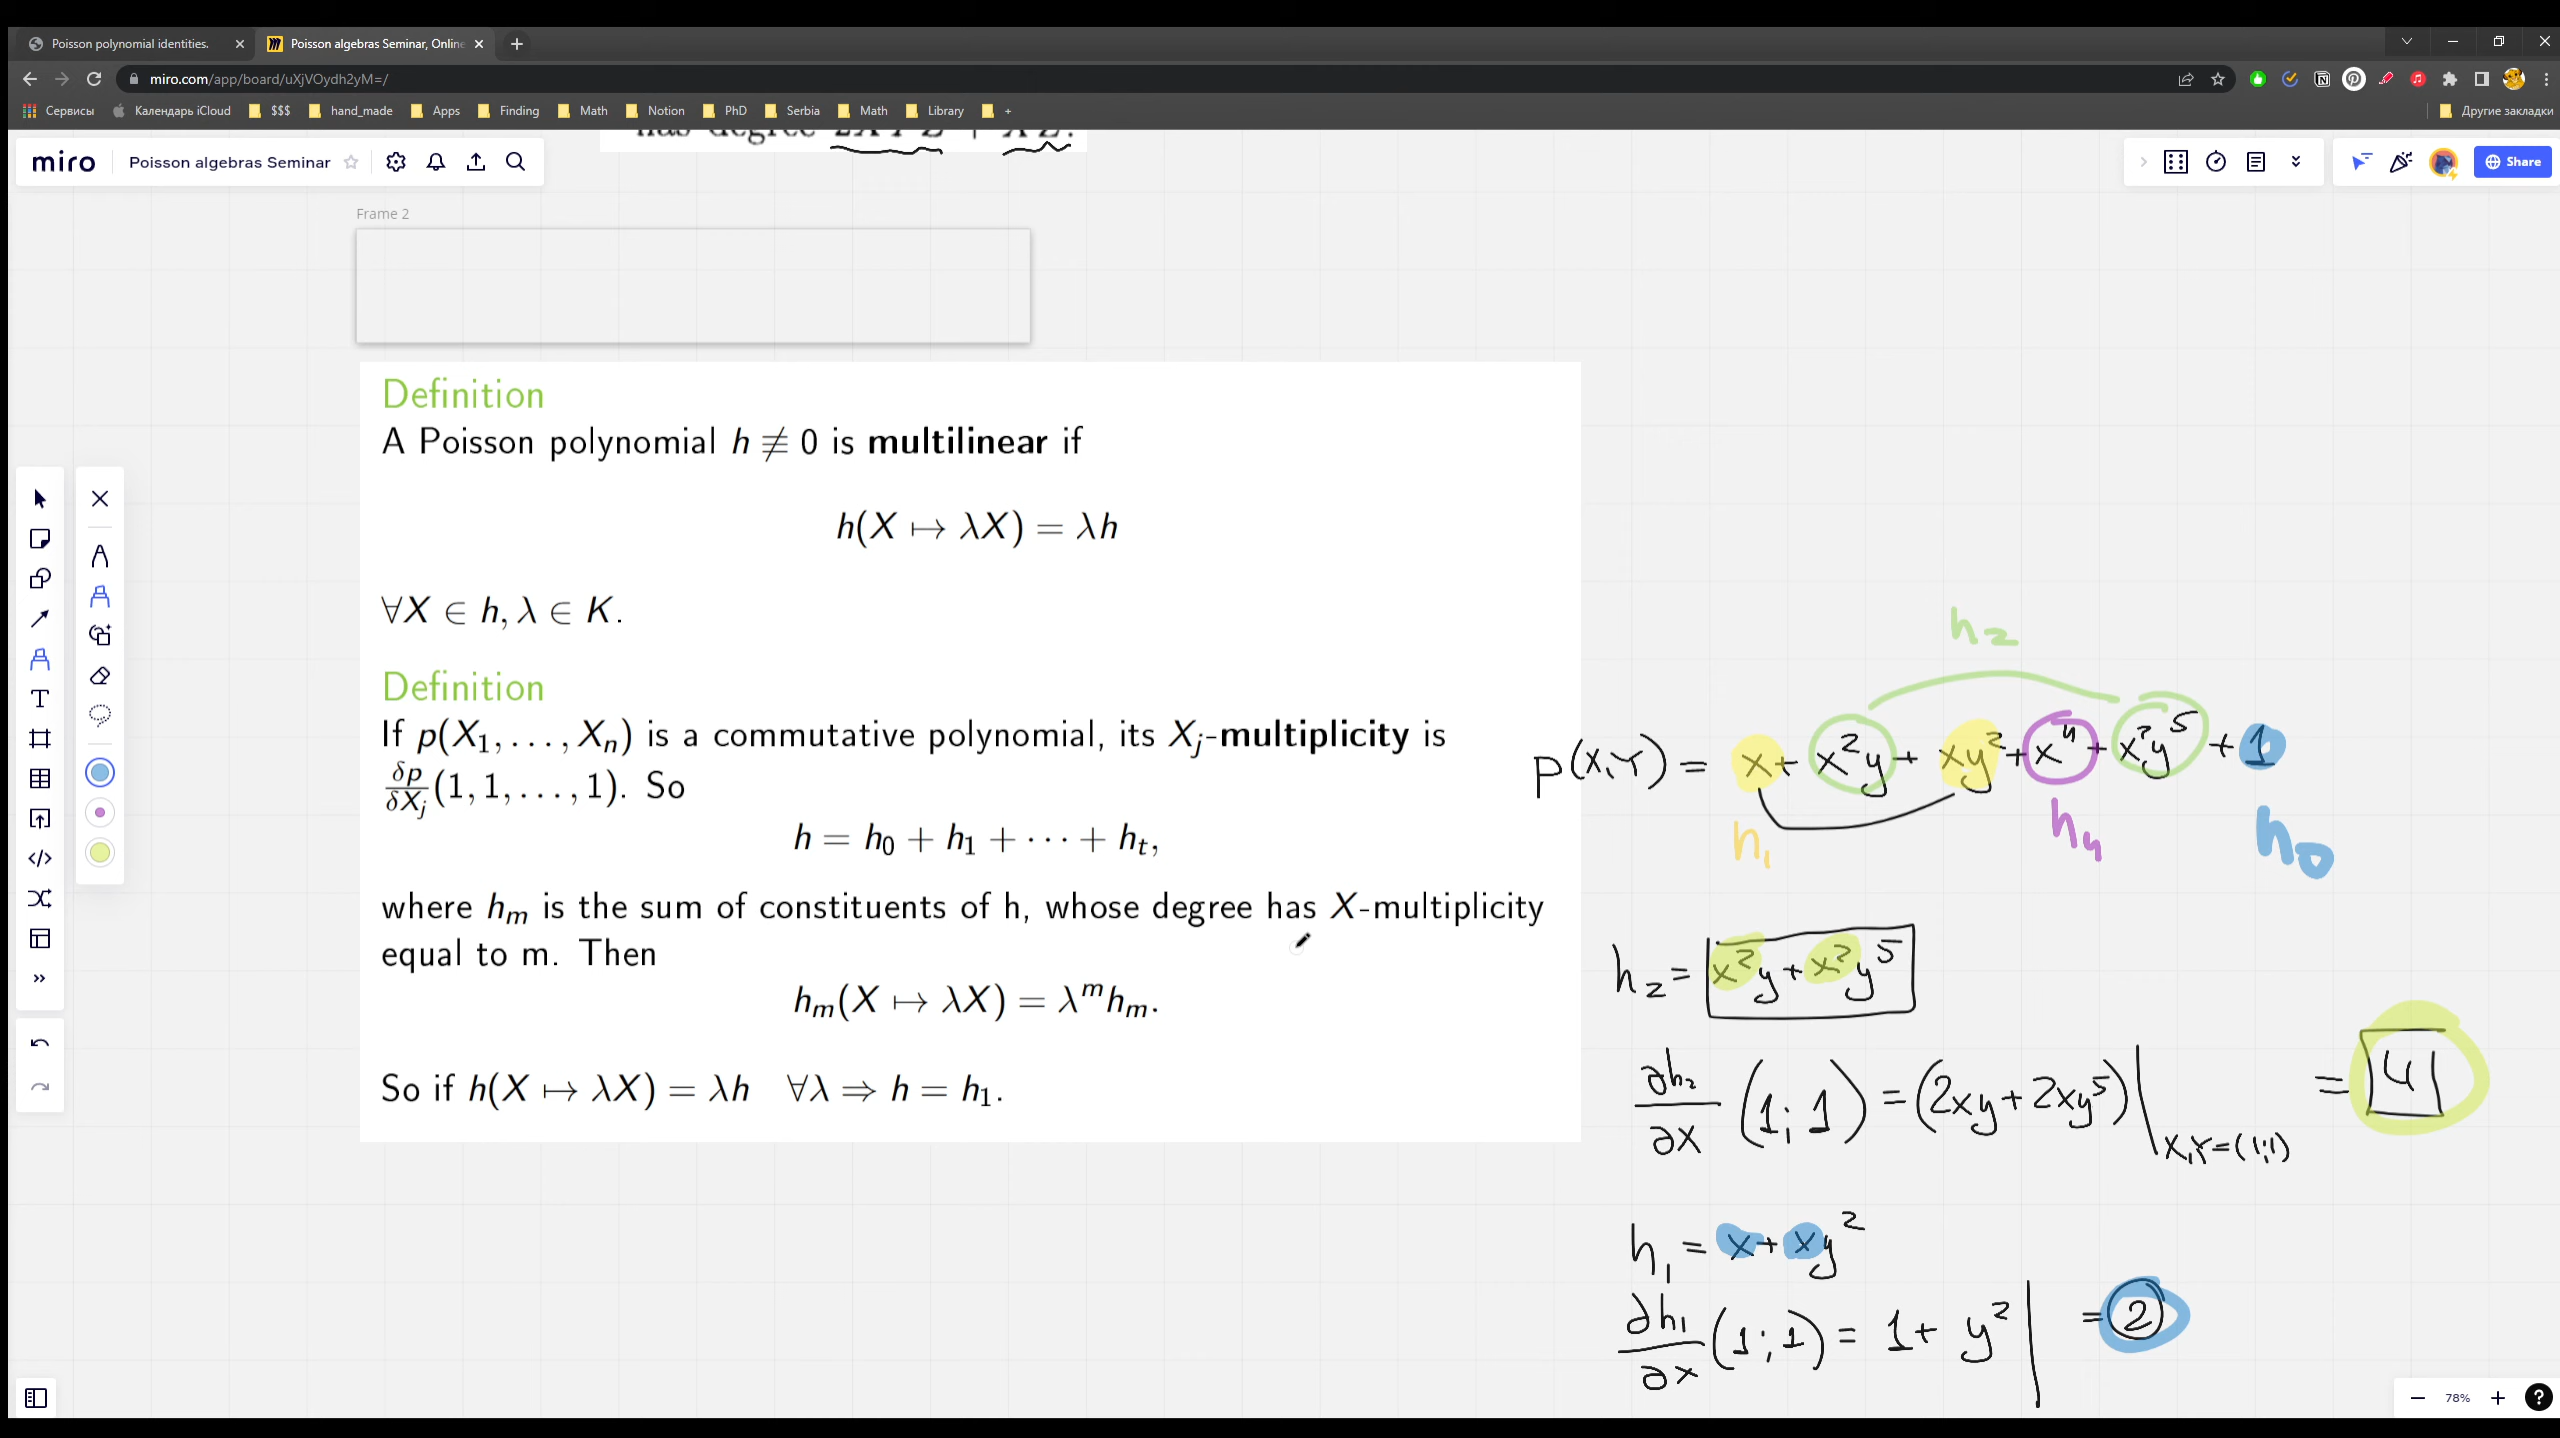 Poisson polynomial identities.
Poisson algebras Seminar, Online
miro.com/app/board/uXjVOydh2yM=/
Сервисы Календарь iCloud $$$ hand_made Apps Finding Math Notion PhD Serbia Math Library + Другие закладки
has degree 2XYZ + XZ.
miro Poisson algebras Seminar Share
Frame 2
Definition
A Poisson polynomial h ≢ 0 is multilinear if
h(X ↦ λX) = λh
∀X ∈ h, λ ∈ K.
Definition
If p(X₁, . . . , Xₙ) is a commutative polynomial, its Xⱼ-multiplicity is
δp/δXⱼ(1, 1, . . . , 1). So
h = h₀ + h₁ + · · · + hₜ,
where hₘ is the sum of constituents of h, whose degree has X-multiplicity
equal to m. Then
hₘ(X ↦ λX) = λᵐhₘ.
So if h(X ↦ λX) = λh ∀λ ⇒ h = h₁.
h₂
p(X,Y) = x + x²y + xy² + x⁴ + x²y⁵ + 1
h₁ h₄ h₀
h₂ = x²y + x²y⁵
∂h₂/∂x (1; 1) = (2xy + 2xy⁵)| X,Y=(1;1) = 4
h₁ = x + xy²
∂h₁/∂x (1; 1) = 1 + y² | = 2
78%